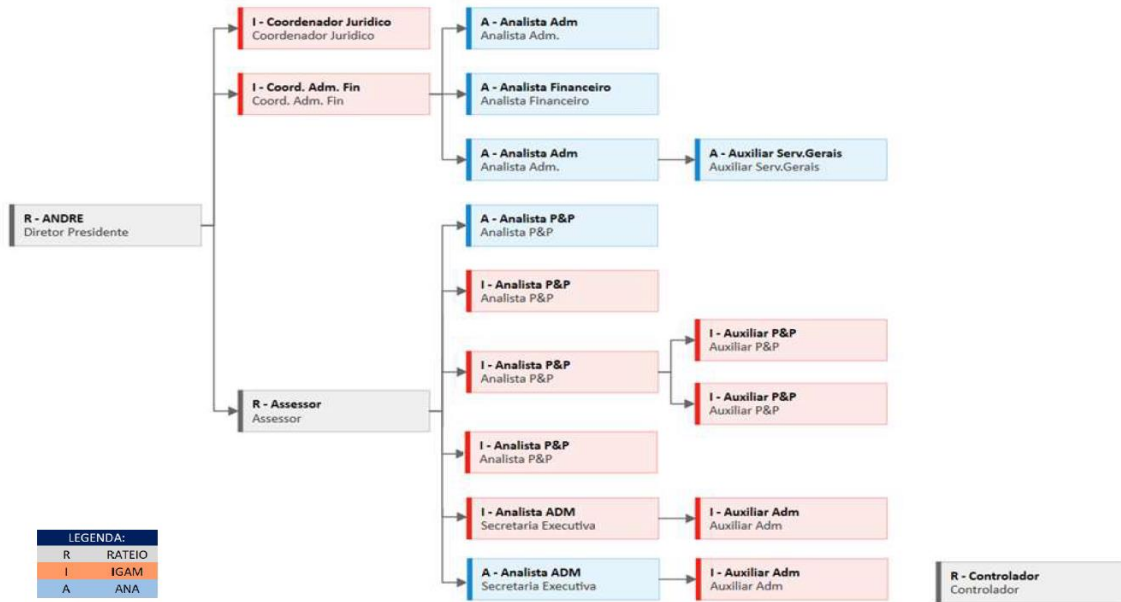 I - Coordenador Juridico
Coordenador Juridico
A - Analista Adm
Analista Adm.
I - Coord. Adm. Fin
Coord. Adm. Fin
A - Analista Financeiro
Analista Financeiro
A - Analista Adm
Analista Adm.
A - Auxiliar Serv.Gerais
Auxiliar Serv.Gerais
R - ANDRE
Diretor Presidente
A - Analista P&P
Analista P&P
I - Analista P&P
Analista P&P
I - Analista P&P
Analista P&P
I - Auxiliar P&P
Auxiliar P&P
I - Auxiliar P&P
Auxiliar P&P
R - Assessor
Assessor
I - Analista P&P
Analista P&P
I - Analista ADM
Secretaria Executiva
I - Auxiliar Adm
Auxiliar Adm
A - Analista ADM
Secretaria Executiva
I - Auxiliar Adm
Auxiliar Adm
R - Controlador
Controlador
LEGENDA:
R RATEIO
I IGAM
A ANA